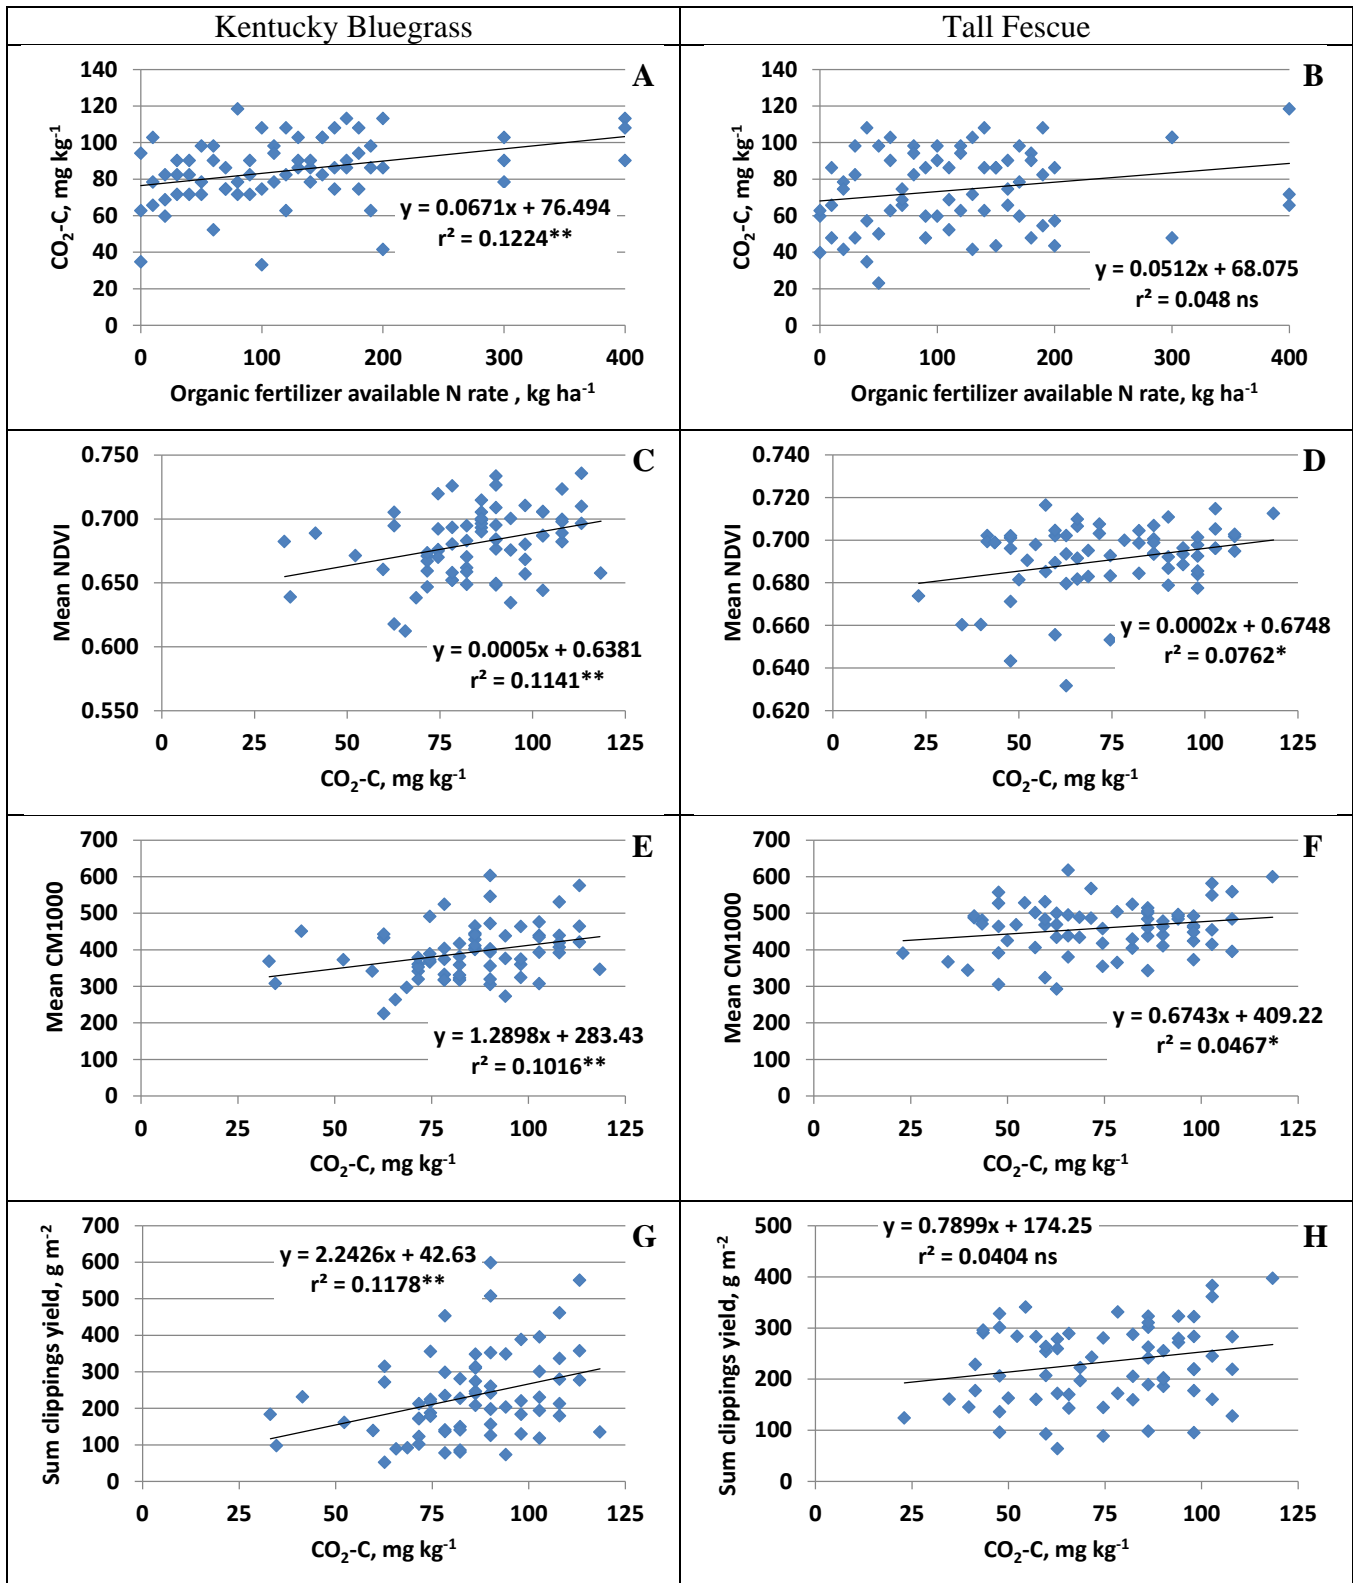 Kentucky Bluegrass
Tall Fescue
A
140
120
100
80
60
40
20
0
CO₂-C, mg kg⁻¹
y = 0.0671x + 76.494
r² = 0.1224**
0 100 200 300 400
Organic fertilizer available N rate , kg ha⁻¹
B
140
120
100
80
60
40
20
0
CO₂-C, mg kg⁻¹
y = 0.0512x + 68.075
r² = 0.048 ns
0 100 200 300 400
Organic fertilizer available N rate, kg ha⁻¹
C
0.750
0.700
0.650
0.600
0.550
Mean NDVI
y = 0.0005x + 0.6381
r² = 0.1141**
0 25 50 75 100 125
CO₂-C, mg kg⁻¹
D
0.740
0.720
0.700
0.680
0.660
0.640
0.620
Mean NDVI
y = 0.0002x + 0.6748
r² = 0.0762*
0 25 50 75 100 125
CO₂-C, mg kg⁻¹
E
700
600
500
400
300
200
100
0
Mean CM1000
y = 1.2898x + 283.43
r² = 0.1016**
0 25 50 75 100 125
CO₂-C, mg kg⁻¹
F
700
600
500
400
300
200
100
0
Mean CM1000
y = 0.6743x + 409.22
r² = 0.0467*
0 25 50 75 100 125
CO₂-C, mg kg⁻¹
G
700
600
500
400
300
200
100
0
Sum clippings yield, g m⁻²
y = 2.2426x + 42.63
r² = 0.1178**
0 25 50 75 100 125
CO₂-C, mg kg⁻¹
H
500
400
300
200
100
0
Sum clippings yield, g m⁻²
y = 0.7899x + 174.25
r² = 0.0404 ns
0 25 50 75 100 125
CO₂-C, mg kg⁻¹